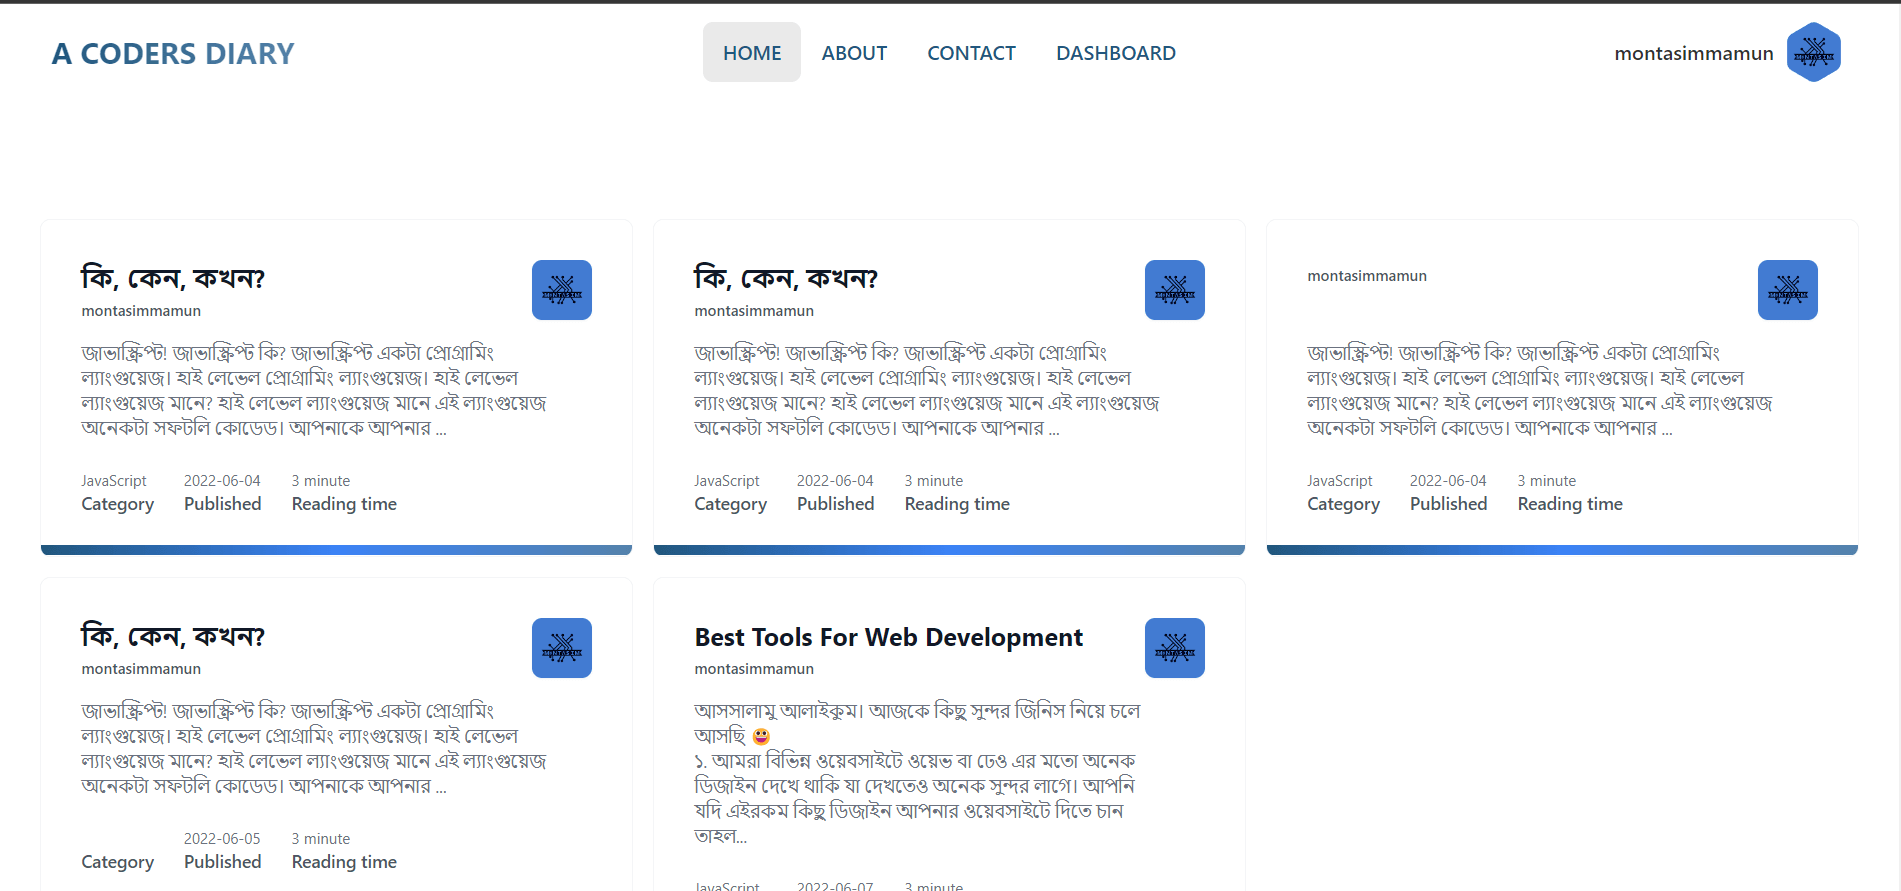 A CODERS DIARY
HOME
ABOUT
CONTACT
DASHBOARD
montasimmamun
কি, কেন, কখন?
montasimmamun
জাভাস্ক্রিপ্ট! জাভাস্ক্রিপ্ট কি? জাভাস্ক্রিপ্ট একটা প্রোগ্রামিং
ল্যাংগুয়েজ। হাই লেভেল প্রোগ্রামিং ল্যাংগুয়েজ। হাই লেভেল
ল্যাংগুয়েজ মানে? হাই লেভেল ল্যাংগুয়েজ মানে এই ল্যাংগুয়েজ
অনেকটা সফটলি কোডেড। আপনাকে আপনার ...
JavaScript 2022-06-04 3 minute
Category Published Reading time
কি, কেন, কখন?
montasimmamun
জাভাস্ক্রিপ্ট! জাভাস্ক্রিপ্ট কি? জাভাস্ক্রিপ্ট একটা প্রোগ্রামিং
ল্যাংগুয়েজ। হাই লেভেল প্রোগ্রামিং ল্যাংগুয়েজ। হাই লেভেল
ল্যাংগুয়েজ মানে? হাই লেভেল ল্যাংগুয়েজ মানে এই ল্যাংগুয়েজ
অনেকটা সফটলি কোডেড। আপনাকে আপনার ...
JavaScript 2022-06-04 3 minute
Category Published Reading time
montasimmamun
জাভাস্ক্রিপ্ট! জাভাস্ক্রিপ্ট কি? জাভাস্ক্রিপ্ট একটা প্রোগ্রামিং
ল্যাংগুয়েজ। হাই লেভেল প্রোগ্রামিং ল্যাংগুয়েজ। হাই লেভেল
ল্যাংগুয়েজ মানে? হাই লেভেল ল্যাংগুয়েজ মানে এই ল্যাংগুয়েজ
অনেকটা সফটলি কোডেড। আপনাকে আপনার ...
JavaScript 2022-06-04 3 minute
Category Published Reading time
কি, কেন, কখন?
montasimmamun
জাভাস্ক্রিপ্ট! জাভাস্ক্রিপ্ট কি? জাভাস্ক্রিপ্ট একটা প্রোগ্রামিং
ল্যাংগুয়েজ। হাই লেভেল প্রোগ্রামিং ল্যাংগুয়েজ। হাই লেভেল
ল্যাংগুয়েজ মানে? হাই লেভেল ল্যাংগুয়েজ মানে এই ল্যাংগুয়েজ
অনেকটা সফটলি কোডেড। আপনাকে আপনার ...
2022-06-05 3 minute
Category Published Reading time
Best Tools For Web Development
montasimmamun
আসসালামু আলাইকুম। আজকে কিছু সুন্দর জিনিস নিয়ে চলে
আসছি 😃
১. আমরা বিভিন্ন ওয়েবসাইটে ওয়েভ বা ঢেও এর মতো অনেক
ডিজাইন দেখে থাকি যা দেখতেও অনেক সুন্দর লাগে। আপনি
যদি এইরকম কিছু ডিজাইন আপনার ওয়েবসাইটে দিতে চান
তাহল...
JavaScript 2022-06-07 3 minute